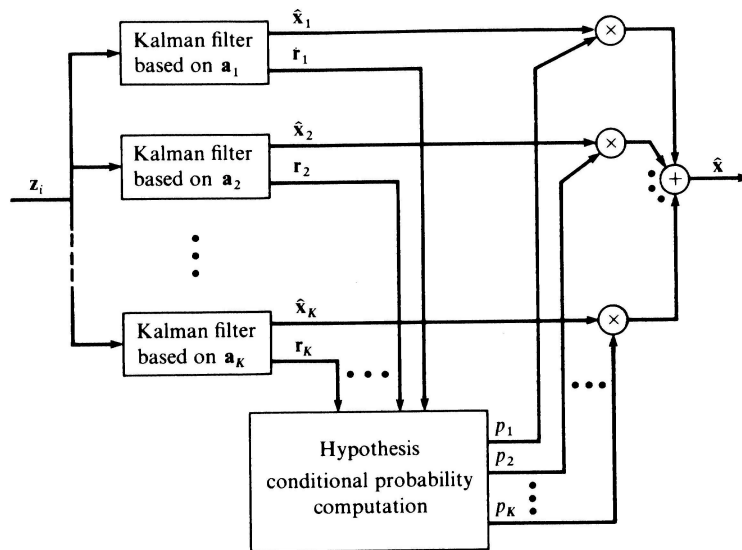 x̂₁
Kalman filter
based on a₁
r₁
x̂₂
Kalman filter
based on a₂
r₂
zᵢ
x̂
×
×
+
x̂_K
Kalman filter
based on a_K
r_K
×
Hypothesis
conditional probability
computation
p₁
p₂
p_K